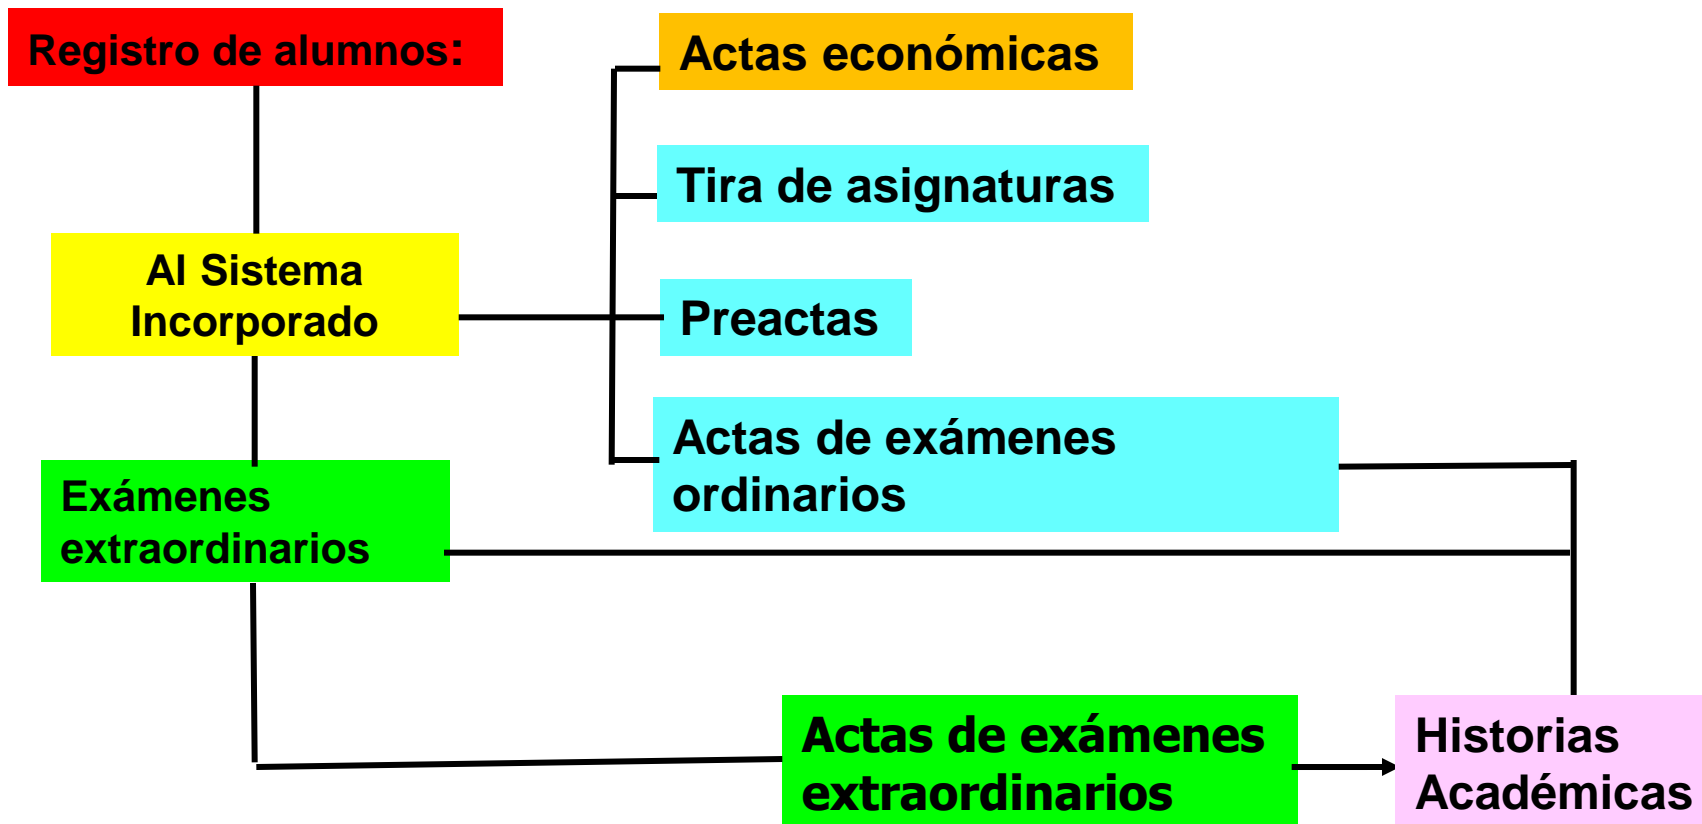 Registro de alumnos:
Actas económicas
Tira de asignaturas
Al Sistema
Incorporado
Preactas
Actas de exámenes
ordinarios
Exámenes
extraordinarios
Actas de exámenes
extraordinarios
Historias
Académicas